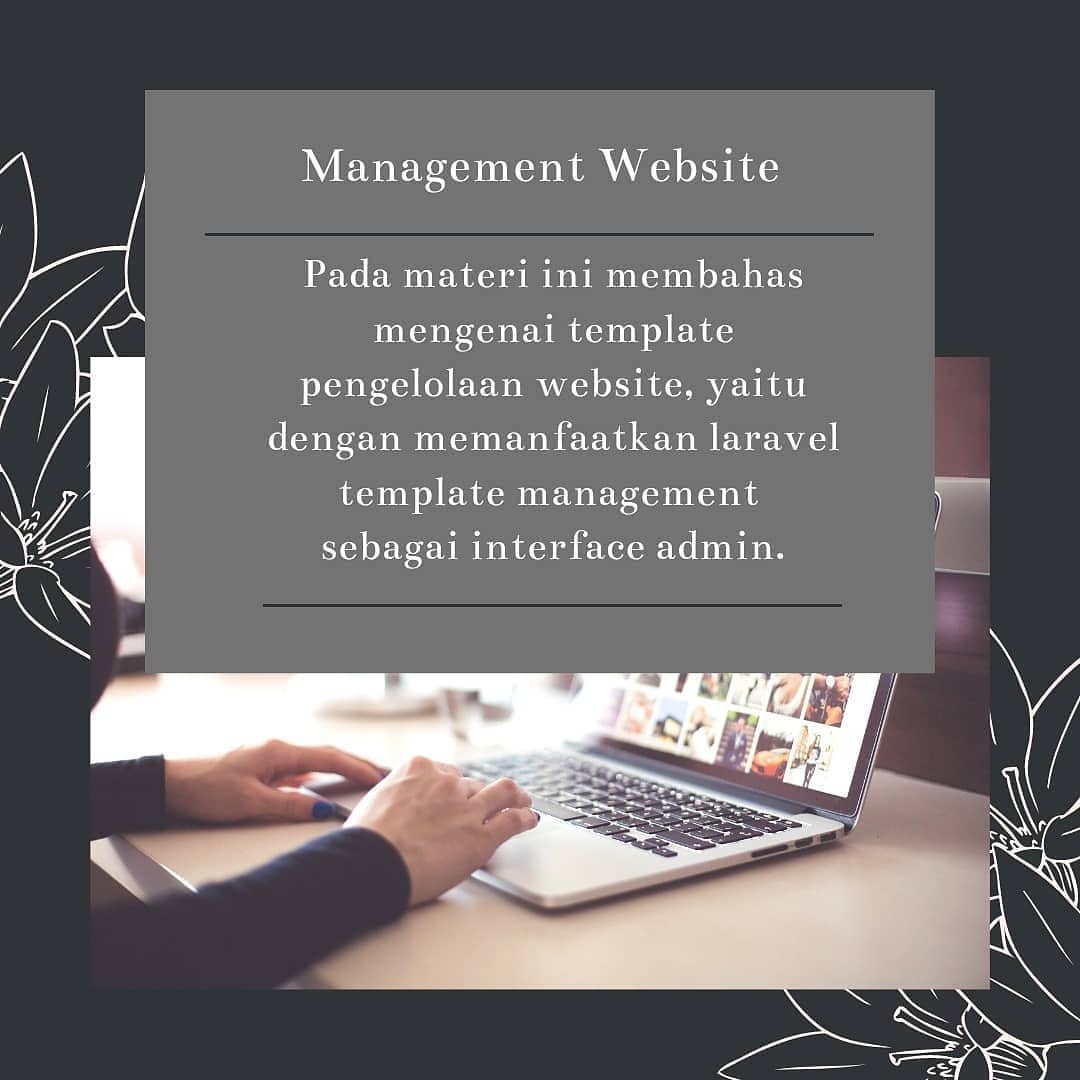 Management Website
Pada materi ini membahas
mengenai template
pengelolaan website, yaitu
dengan memanfaatkan laravel
template management
sebagai interface admin.